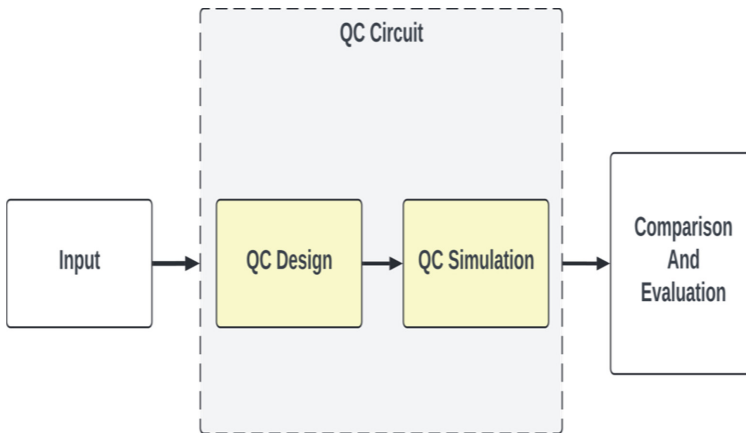 QC Circuit
Input
QC Design
QC Simulation
Comparison
And
Evaluation